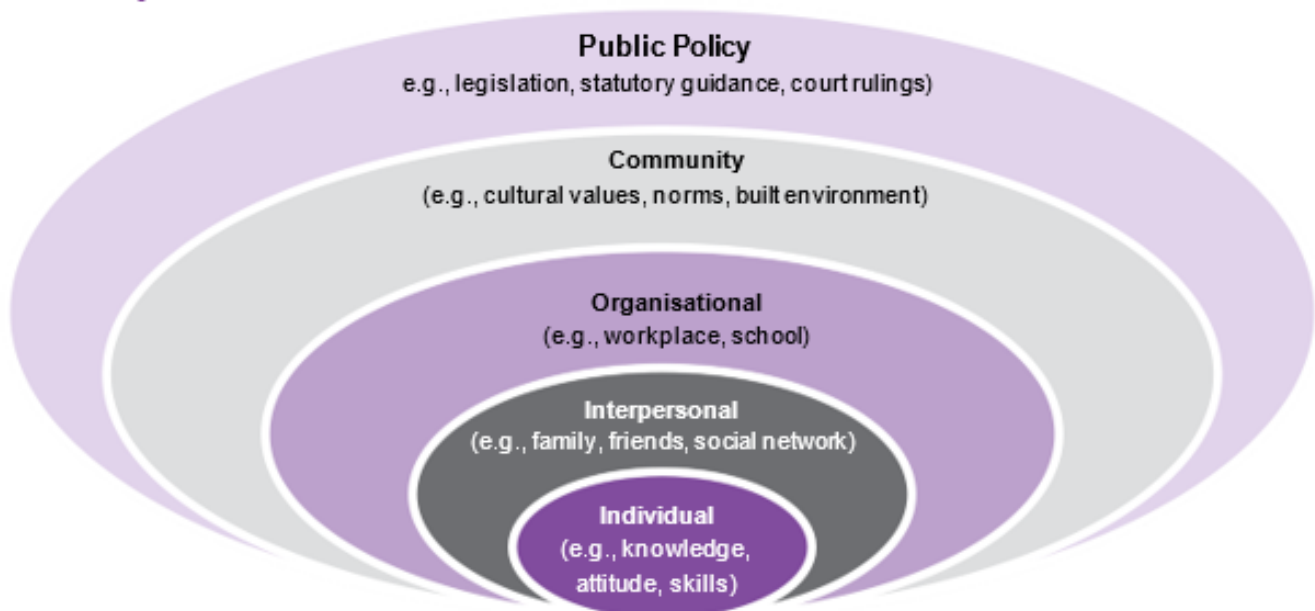 Public Policy
e.g., legislation, statutory guidance, court rulings)
Community
(e.g., cultural values, norms, built environment)
Organisational
(e.g., workplace, school)
Interpersonal
(e.g., family, friends, social network)
Individual
(e.g., knowledge,
attitude, skills)